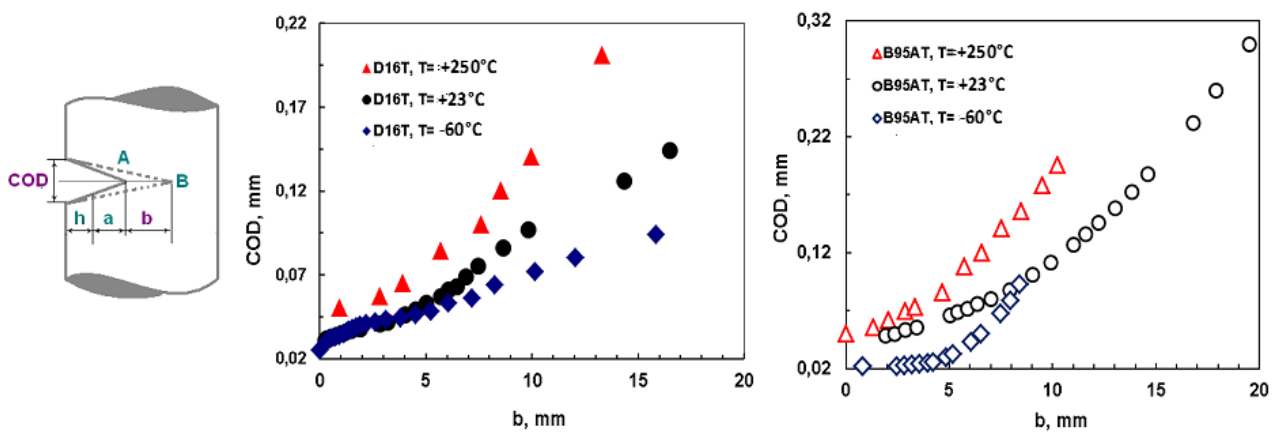 A
COD
B
h
a
b
0,22
0,17
0,12
0,07
0,02
COD, mm
D16T, T= +250°C
D16T, T= +23°C
D16T, T= -60°C
0
5
10
15
20
b, mm
0,32
0,22
0,12
0,02
COD, mm
B95AT, T=+250°C
B95AT, T=+23°C
B95AT, T=-60°C
0
5
10
15
20
b, mm